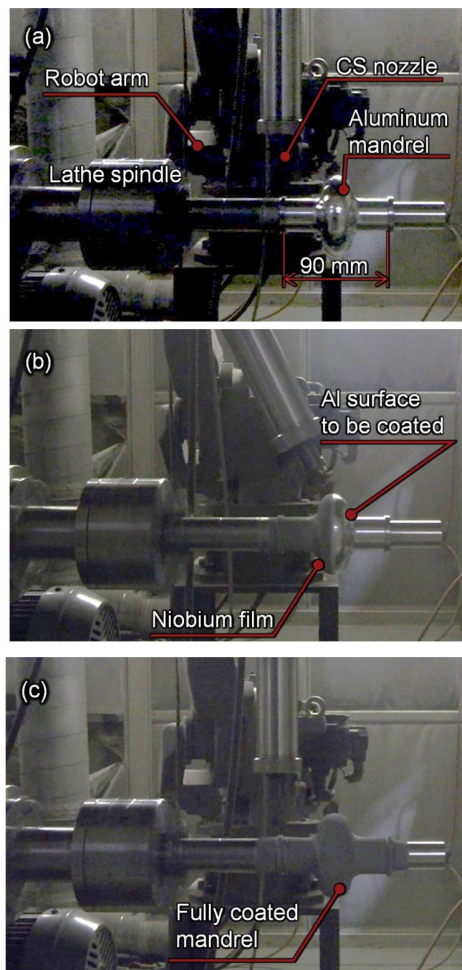 (a)
Robot arm
CS nozzle
Aluminum
mandrel
Lathe spindle
90 mm
(b)
Al surface
to be coated
Niobium film
(c)
Fully coated
mandrel